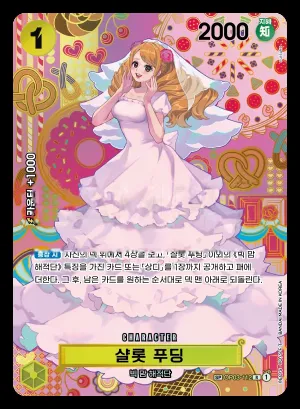 1
2000
지혜
知
카운터 +1000
등장 시 자신의 덱 위에서 4장을 보고, 「샬롯 푸딩」 이외의 《빅 맘
해적단》 특징을 가진 카드 또는 「상디」를 1장까지 공개하고 패에
더한다. 그 후, 남은 카드를 원하는 순서대로 덱 맨 아래로 되돌린다.
CHARACTER
샬롯 푸딩
빅 맘 해적단